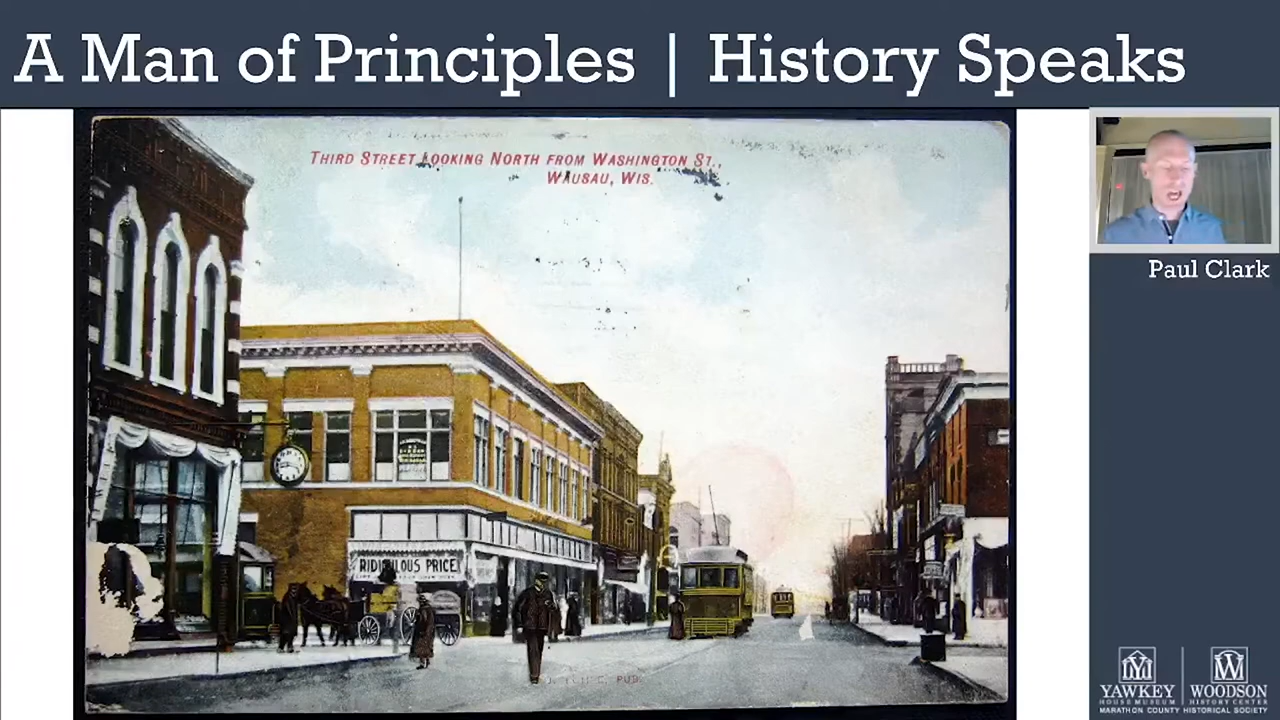 A Man of Principles | History Speaks
THIRD STREET LOOKING NORTH FROM WASHINGTON ST.,
WAUSAU, WIS.
RIDICULOUS PRICE
PUB.
Paul Clark
YAWKEY
HOUSE MUSEUM
WOODSON
HISTORY CENTER
MARATHON COUNTY HISTORICAL SOCIETY